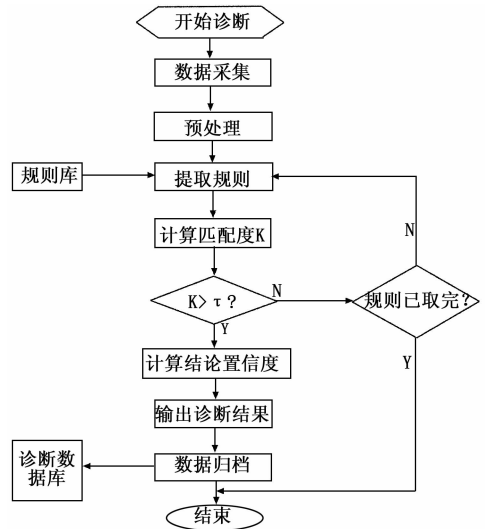 开始诊断
数据采集
预处理
规则库
提取规则
计算匹配度K
N
K>τ?
N
规则已取完?
Y
Y
计算结论置信度
输出诊断结果
诊断数
据库
数据归档
结束